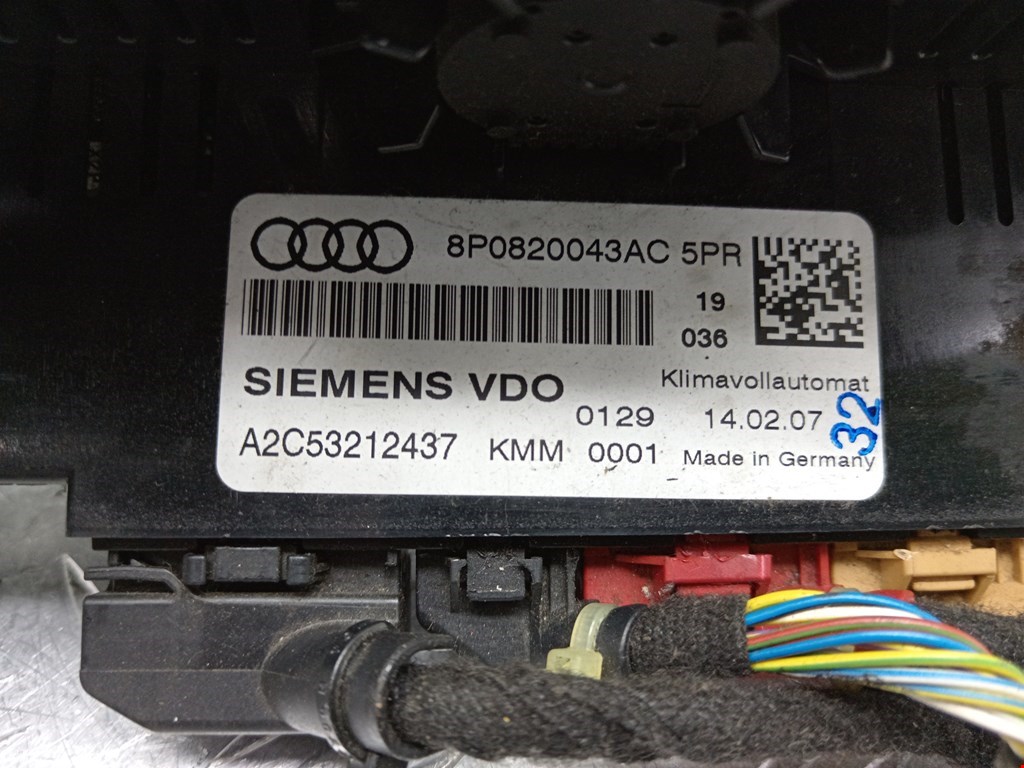 8P0820043AC 5PR
19
036
SIEMENS VDO
Klimavollautomat
0129 14.02.07
A2C53212437 KMM 0001 Made in Germany
32